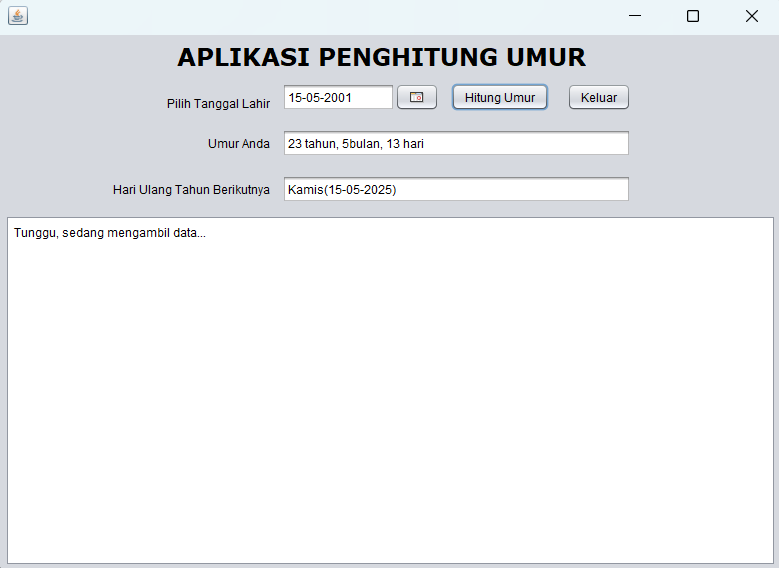 APLIKASI PENGHITUNG UMUR
Pilih Tanggal Lahir 15-05-2001 Hitung Umur Keluar
Umur Anda 23 tahun, 5bulan, 13 hari
Hari Ulang Tahun Berikutnya Kamis(15-05-2025)
Tunggu, sedang mengambil data...